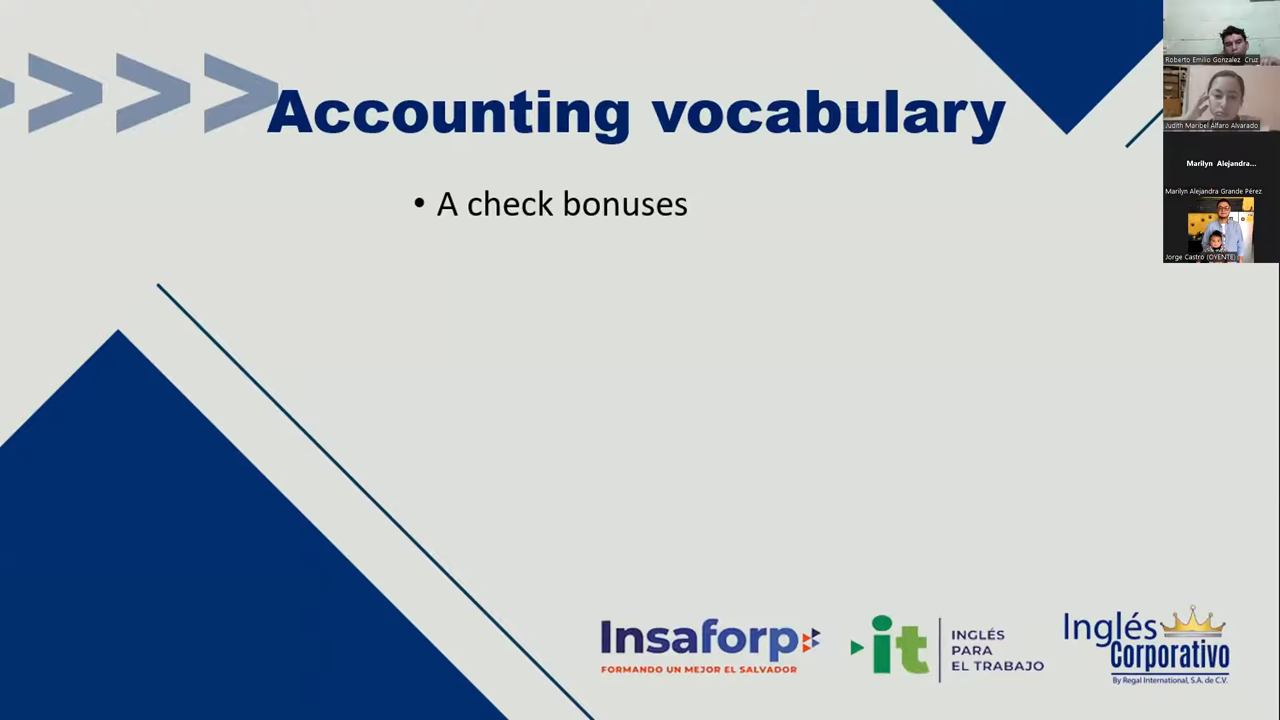 Accounting vocabulary
• A check bonuses
Roberto Emilio Gonzalez Cruz
Judith Maribel Alfaro Alvarado
Marilyn Alejandra...
Marilyn Alejandra Grande Pérez
Jorge Castro (OYENTE)
Insaforp
FORMANDO UN MEJOR EL SALVADOR
it
INGLÉS
PARA
EL TRABAJO
Inglés
Corporativo
By Regal International, S.A. de C.V.